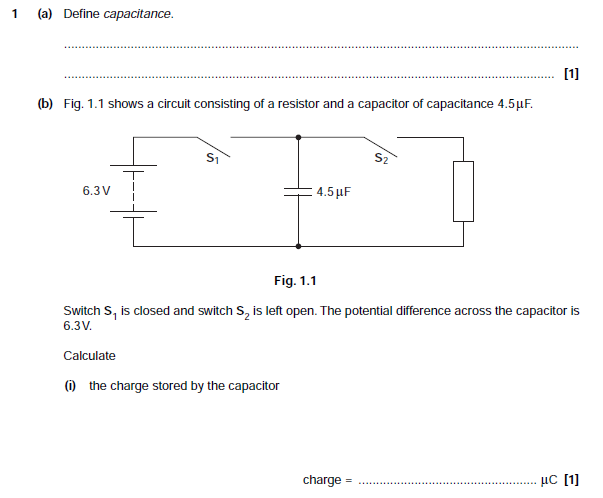 1 (a) Define capacitance.
[1]
(b) Fig. 1.1 shows a circuit consisting of a resistor and a capacitor of capacitance 4.5 µF.
S1 S2
6.3 V 4.5 µF
Fig. 1.1
Switch S1 is closed and switch S2 is left open. The potential difference across the capacitor is
6.3 V.
Calculate
(i) the charge stored by the capacitor
charge = ...................................................... µC [1]